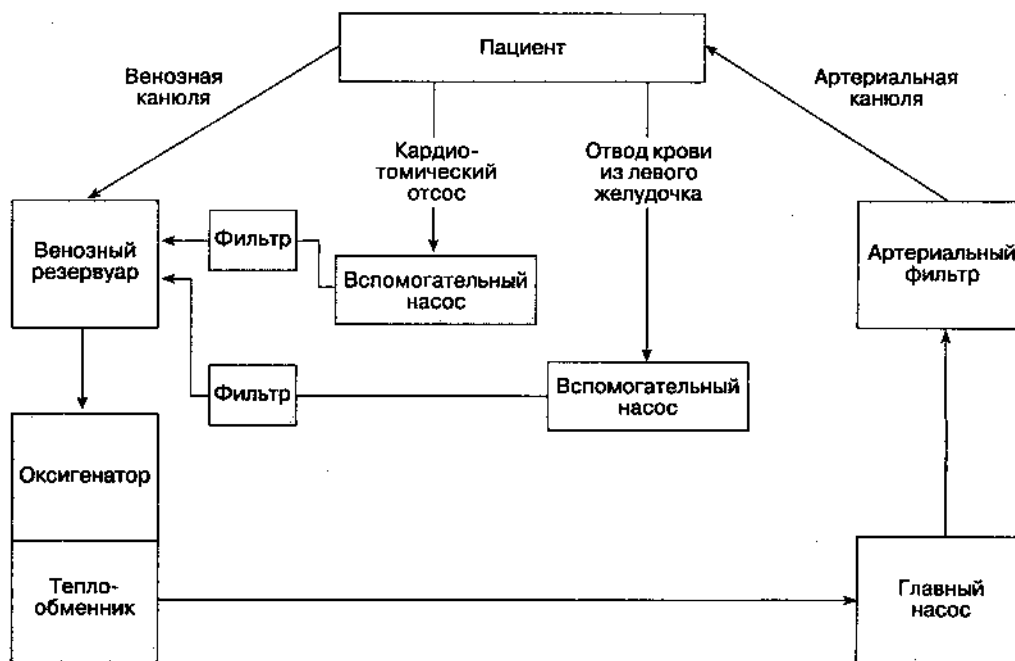 Пациент
Венозная
канюля
Артериальная
канюля
Кардио-
томический
отсос
Отвод крови
из левого
желудочка
Венозный
резервуар
Фильтр
Вспомогательный
насос
Артериальный
фильтр
Фильтр
Вспомогательный
насос
Оксигенатор
Тепло-
обменник
Главный
насос